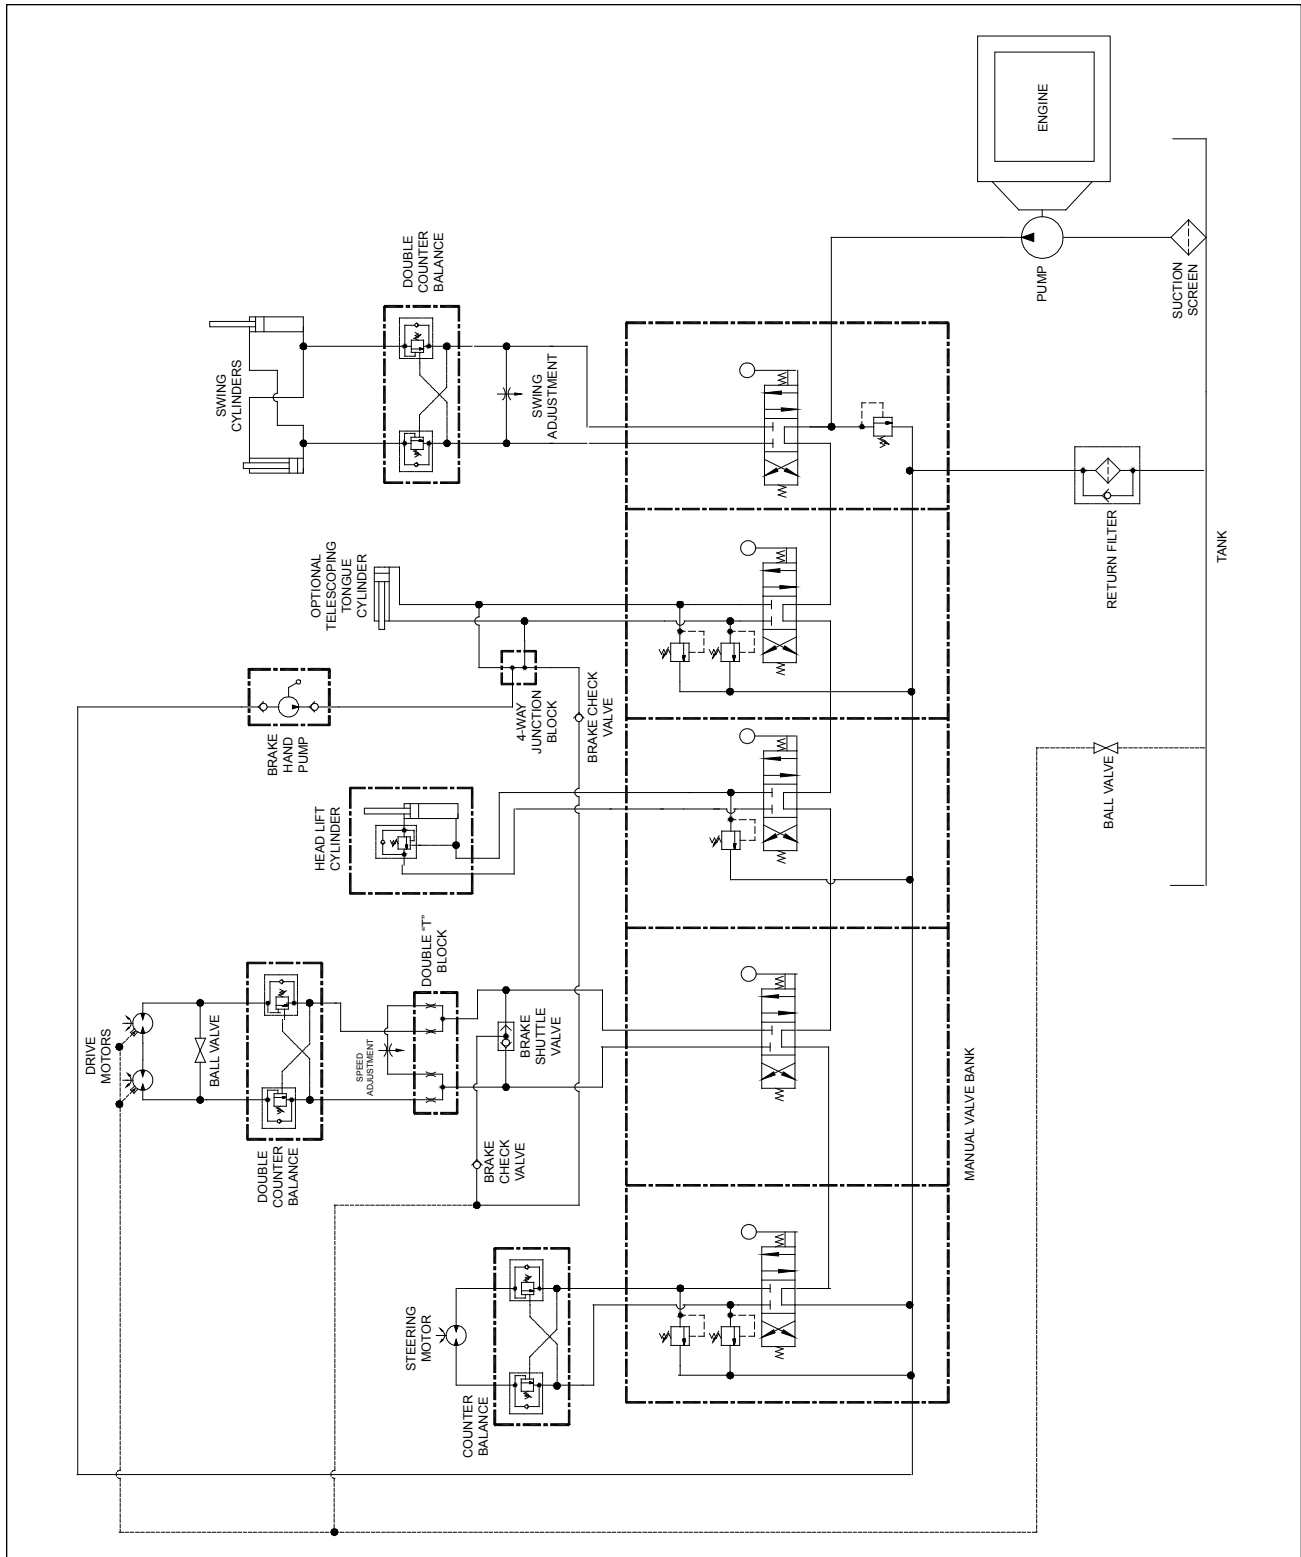 ENGINE
PUMP
SUCTION
SCREEN
TANK
RETURN FILTER
BALL VALVE
MANUAL VALVE BANK
DOUBLE
COUNTER
BALANCE
SWING
CYLINDERS
SWING
ADJUSTMENT
OPTIONAL
TELESCOPING
TONGUE
CYLINDER
4-WAY
JUNCTION
BLOCK
BRAKE CHECK
VALVE
BRAKE
HAND
PUMP
HEAD LIFT
CYLINDER
DOUBLE "T"
BLOCK
DRIVE
MOTORS
BALL VALVE
SPEED
ADJUSTMENT
BRAKE
SHUTTLE
VALVE
DOUBLE
COUNTER
BALANCE
BRAKE
CHECK
VALVE
STEERING
MOTOR
COUNTER
BALANCE